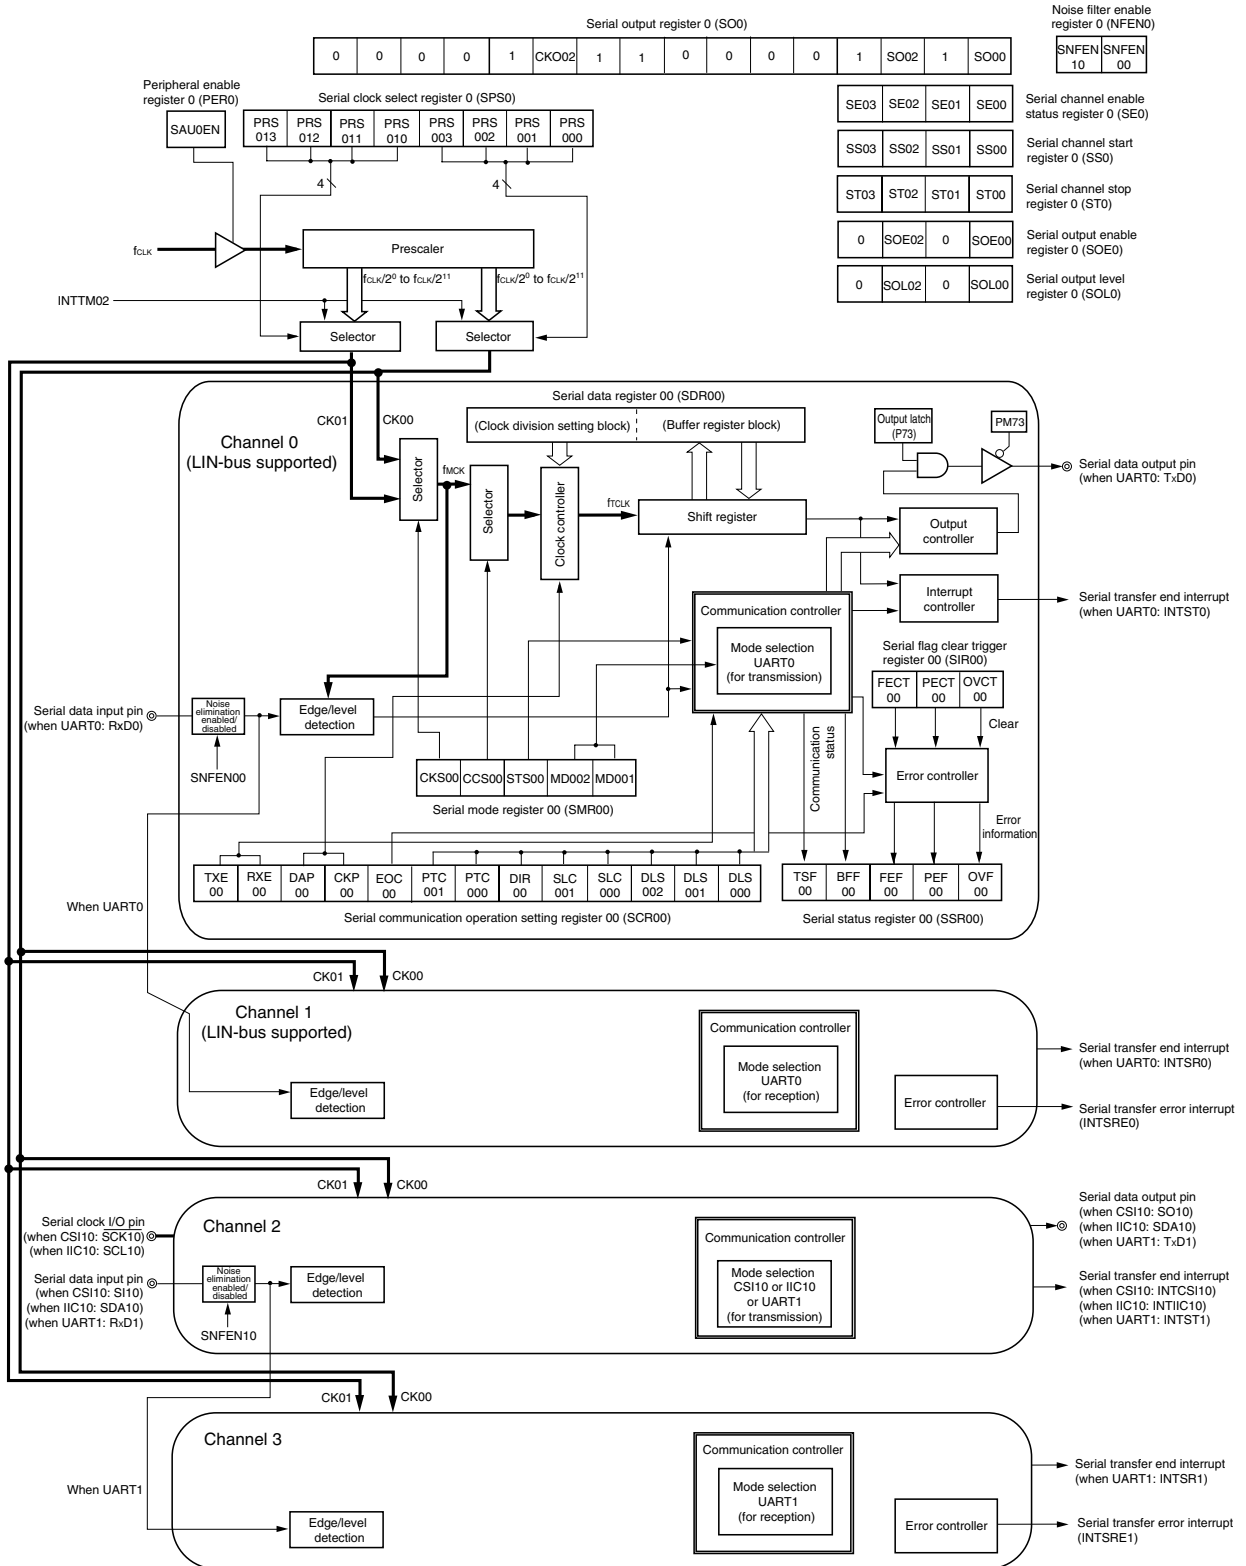 Serial output register 0 (SO0)
0 0 0 0 1 CKO02 1 1 0 0 0 0 1 SO02 1 SO00
Noise filter enable
register 0 (NFEN0)
SNFEN
10
SNFEN
00
Peripheral enable
register 0 (PER0)
SAU0EN
Serial clock select register 0 (SPS0)
PRS
013
PRS
012
PRS
011
PRS
010
PRS
003
PRS
002
PRS
001
PRS
000
SE03 SE02 SE01 SE00
Serial channel enable
status register 0 (SE0)
SS03 SS02 SS01 SS00
Serial channel start
register 0 (SS0)
ST03 ST02 ST01 ST00
Serial channel stop
register 0 (ST0)
0 SOE02 0 SOE00
Serial output enable
register 0 (SOE0)
0 SOL02 0 SOL00
Serial output level
register 0 (SOL0)
4
4
fCLK
Prescaler
fCLK/2⁰ to fCLK/2¹¹
fCLK/2⁰ to fCLK/2¹¹
INTTM02
Selector
Selector
CK01
CK00
Channel 0
(LIN-bus supported)
Serial data register 00 (SDR00)
(Clock division setting block)
(Buffer register block)
Selector
fMCK
Selector
Clock controller
fTCLK
Shift register
Output latch
(P73)
PM73
Serial data output pin
(when UART0: TxD0)
Output
controller
Interrupt
controller
Serial transfer end interrupt
(when UART0: INTST0)
Communication controller
Mode selection
UART0
(for transmission)
Serial flag clear trigger
register 00 (SIR00)
FECT
00
PECT
00
OVCT
00
Clear
Serial data input pin
(when UART0: RxD0)
Noise
elimination
enabled/
disabled
SNFEN00
Edge/level
detection
Communication
status
Error controller
Error
information
CKS00 CCS00 STS00 MD002 MD001
Serial mode register 00 (SMR00)
TXE
00
RXE
00
DAP
00
CKP
00
EOC
00
PTC
001
PTC
000
DIR
00
SLC
001
SLC
000
DLS
002
DLS
001
DLS
000
Serial communication operation setting register 00 (SCR00)
TSF
00
BFF
00
FEF
00
PEF
00
OVF
00
Serial status register 00 (SSR00)
When UART0
CK01
CK00
Channel 1
(LIN-bus supported)
Communication controller
Mode selection
UART0
(for reception)
Edge/level
detection
Error controller
Serial transfer end interrupt
(when UART0: INTSR0)
Serial transfer error interrupt
(INTSRE0)
CK01
CK00
Channel 2
Serial clock I/O pin
(when CSI10: SCK10)
(when IIC10: SCL10)
Serial data input pin
(when CSI10: SI10)
(when IIC10: SDA10)
(when UART1: RxD1)
Noise
elimination
enabled/
disabled
SNFEN10
Edge/level
detection
Communication controller
Mode selection
CSI10 or IIC10
or UART1
(for transmission)
Serial data output pin
(when CSI10: SO10)
(when IIC10: SDA10)
(when UART1: TxD1)
Serial transfer end interrupt
(when CSI10: INTCSI10)
(when IIC10: INTIIC10)
(when UART1: INTST1)
CK01
CK00
Channel 3
When UART1
Edge/level
detection
Communication controller
Mode selection
UART1
(for reception)
Error controller
Serial transfer end interrupt
(when UART1: INTSR1)
Serial transfer error interrupt
(INTSRE1)